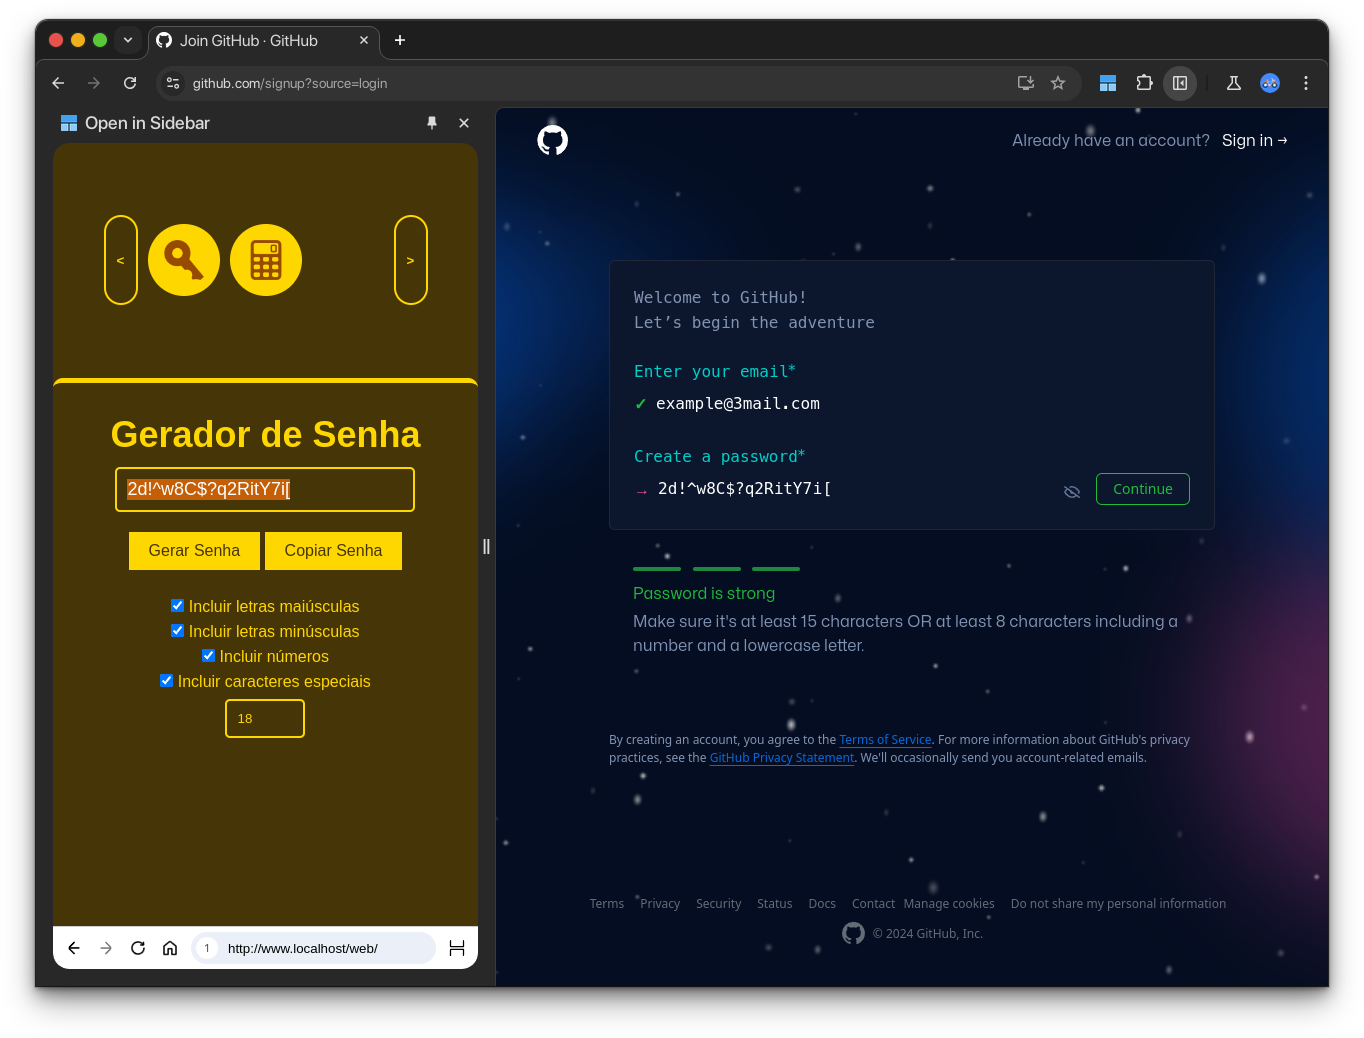 Join GitHub · GitHub
github.com/signup?source=login
Open in Sidebar
<
>
Gerador de Senha
2d!^w8C$?q2RitY7i[
Gerar Senha
Copiar Senha
Incluir letras maiúsculas
Incluir letras minúsculas
Incluir números
Incluir caracteres especiais
18
1
http://www.localhost/web/
Already have an account? Sign in →
Welcome to GitHub!
Let’s begin the adventure
Enter your email*
✓ example@3mail.com
Create a password*
→ 2d!^w8C$?q2RitY7i[
Continue
Password is strong
Make sure it's at least 15 characters OR at least 8 characters including a
number and a lowercase letter.
By creating an account, you agree to the Terms of Service. For more information about GitHub's privacy
practices, see the GitHub Privacy Statement. We'll occasionally send you account-related emails.
Terms Privacy Security Status Docs Contact Manage cookies Do not share my personal information
© 2024 GitHub, Inc.